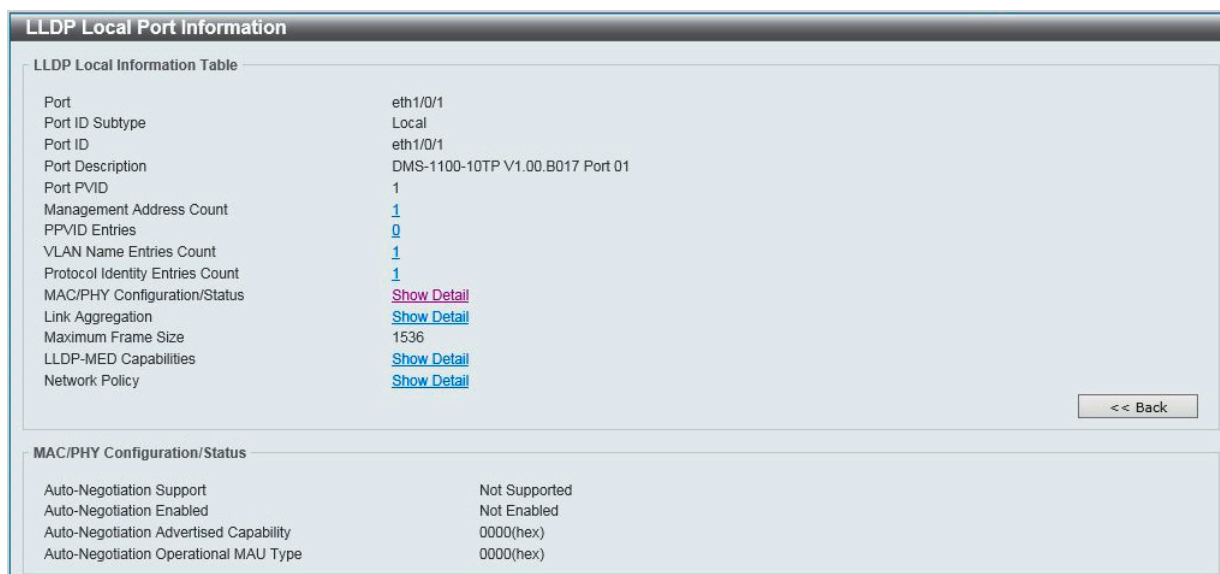 LLDP Local Port Information
LLDP Local Information Table
Port eth1/0/1
Port ID Subtype Local
Port ID eth1/0/1
Port Description DMS-1100-10TP V1.00.B017 Port 01
Port PVID 1
Management Address Count 1
PPVID Entries 0
VLAN Name Entries Count 1
Protocol Identity Entries Count 1
MAC/PHY Configuration/Status Show Detail
Link Aggregation Show Detail
Maximum Frame Size 1536
LLDP-MED Capabilities Show Detail
Network Policy Show Detail
<< Back
MAC/PHY Configuration/Status
Auto-Negotiation Support Not Supported
Auto-Negotiation Enabled Not Enabled
Auto-Negotiation Advertised Capability 0000(hex)
Auto-Negotiation Operational MAU Type 0000(hex)